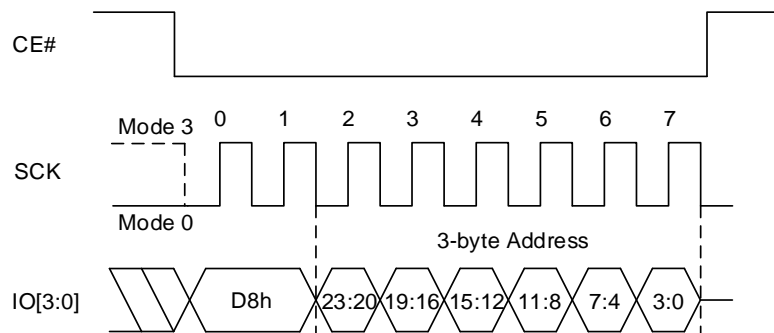 CE#
Mode 3 0 1 2 3 4 5 6 7
SCK
Mode 0
3-byte Address
IO[3:0] D8h 23:20 19:16 15:12 11:8 7:4 3:0